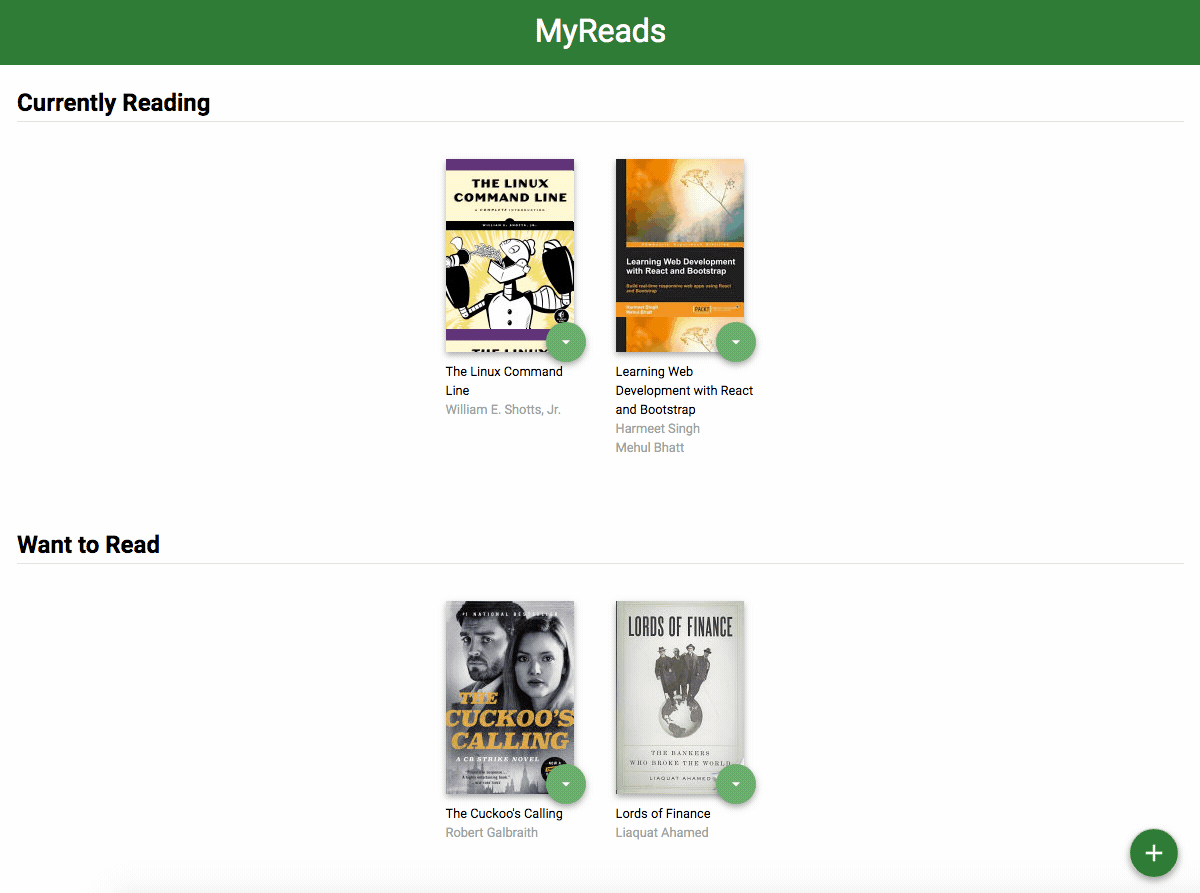 MyReads
Currently Reading
THE LINUX
COMMAND LINE
A COMPLETE INTRODUCTION
WILLIAM E. SHOTTS, JR.
THE LINUX
Learning Web Development
with React and Bootstrap
Build real-time responsive web apps using React
and Bootstrap
Harmeet Singh
Mehul Bhatt
PACKT
The Linux Command
Line
William E. Shotts, Jr.
Learning Web
Development with React
and Bootstrap
Harmeet Singh
Mehul Bhatt
Want to Read
#1 NATIONAL BESTSELLER
THE
CUCKOO'S
CALLING
A CB STRIKE NOVEL
LORDS OF FINANCE
THE BANKERS
WHO BROKE THE WORLD
LIAQUAT AHAMED
The Cuckoo's Calling
Robert Galbraith
Lords of Finance
Liaquat Ahamed